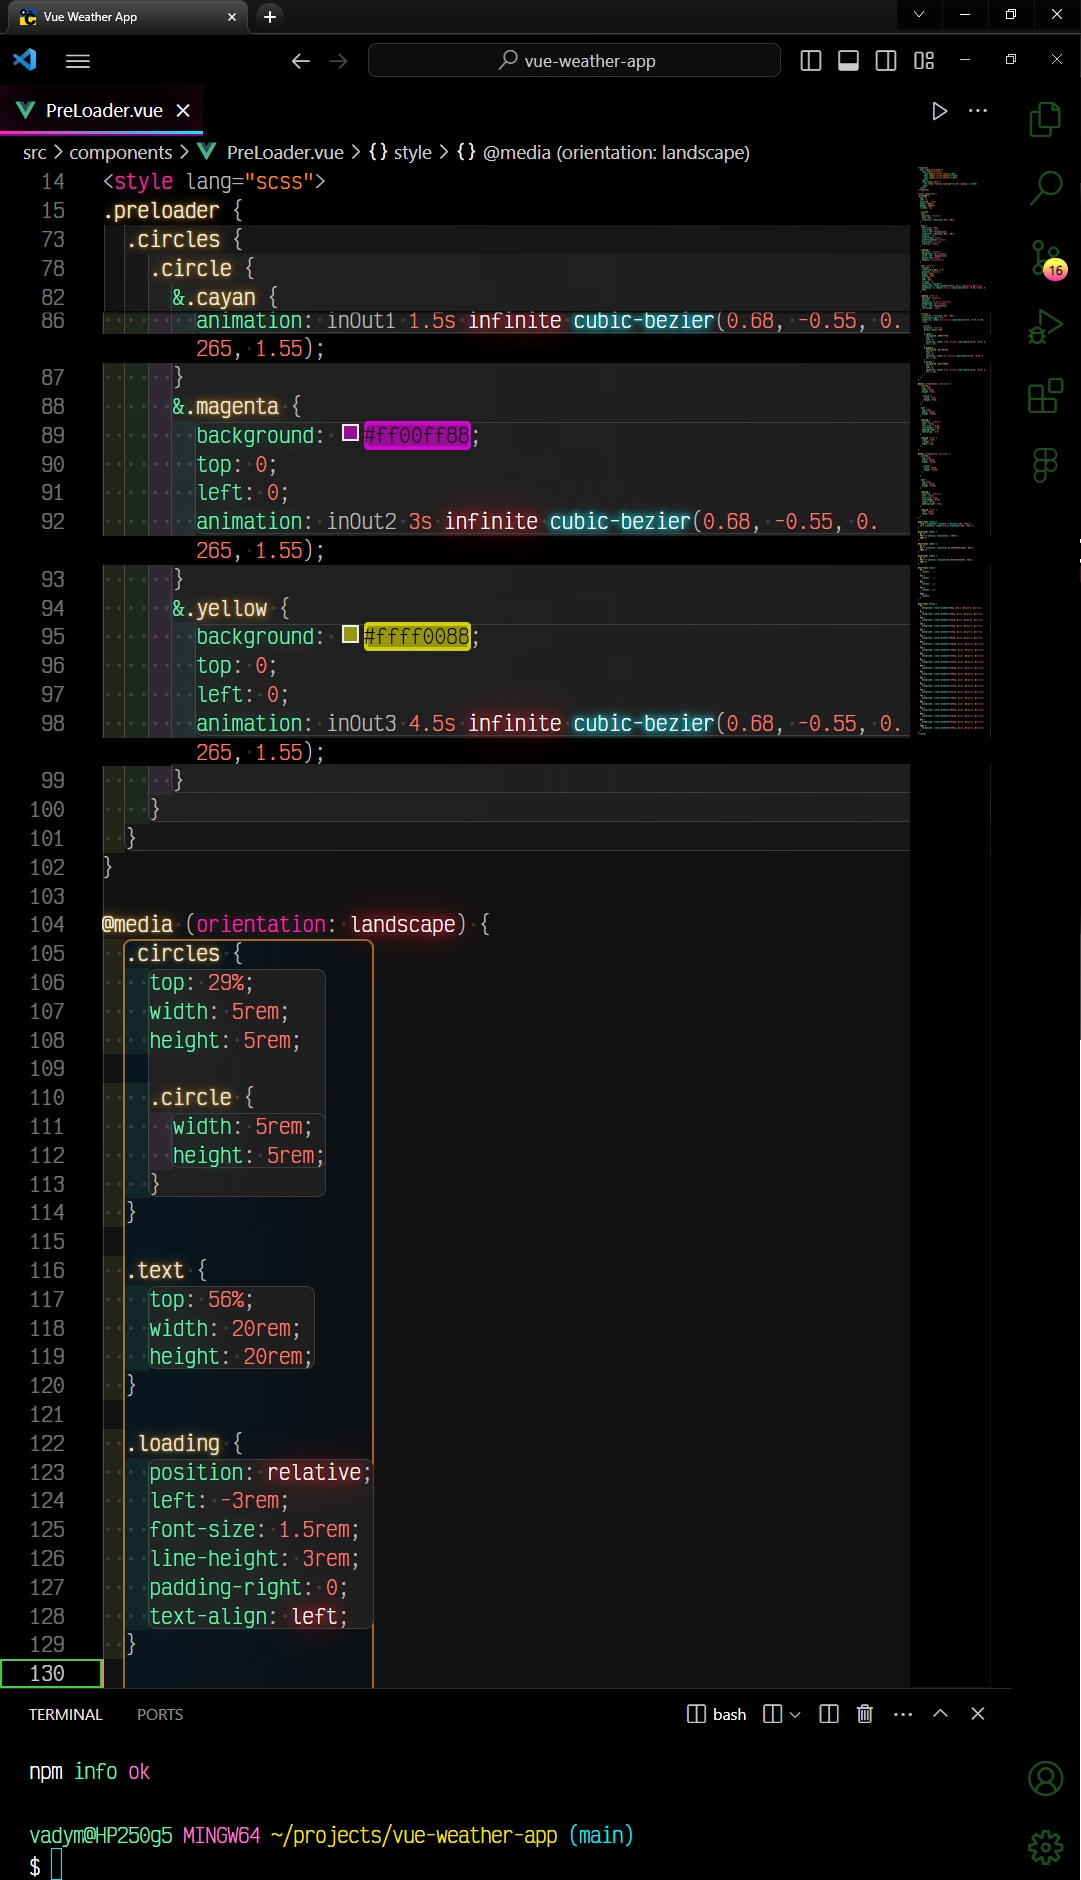 Vue Weather App
vue-weather-app
PreLoader.vue
src > components > PreLoader.vue > {} style > {} @media (orientation: landscape)
14 <style lang="scss">
15 .preloader {
73 .circles {
78 .circle {
82 &.cayan {
86 animation: inOut1 1.5s infinite cubic-bezier(0.68, -0.55, 0.
265, 1.55);
87 }
88 &.magenta {
89 background: #ff00ff88;
90 top: 0;
91 left: 0;
92 animation: inOut2 3s infinite cubic-bezier(0.68, -0.55, 0.
265, 1.55);
93 }
94 &.yellow {
95 background: #ffff0088;
96 top: 0;
97 left: 0;
98 animation: inOut3 4.5s infinite cubic-bezier(0.68, -0.55, 0.
265, 1.55);
99 }
100 }
101 }
102 }
103
104 @media (orientation: landscape) {
105 .circles {
106 top: 29%;
107 width: 5rem;
108 height: 5rem;
109
110 .circle {
111 width: 5rem;
112 height: 5rem;
113 }
114 }
115
116 .text {
117 top: 56%;
118 width: 20rem;
119 height: 20rem;
120 }
121
122 .loading {
123 position: relative;
124 left: -3rem;
125 font-size: 1.5rem;
126 line-height: 3rem;
127 padding-right: 0;
128 text-align: left;
129 }
130
16
TERMINAL PORTS bash
npm info ok
vadym@HP250g5 MINGW64 ~/projects/vue-weather-app (main)
$